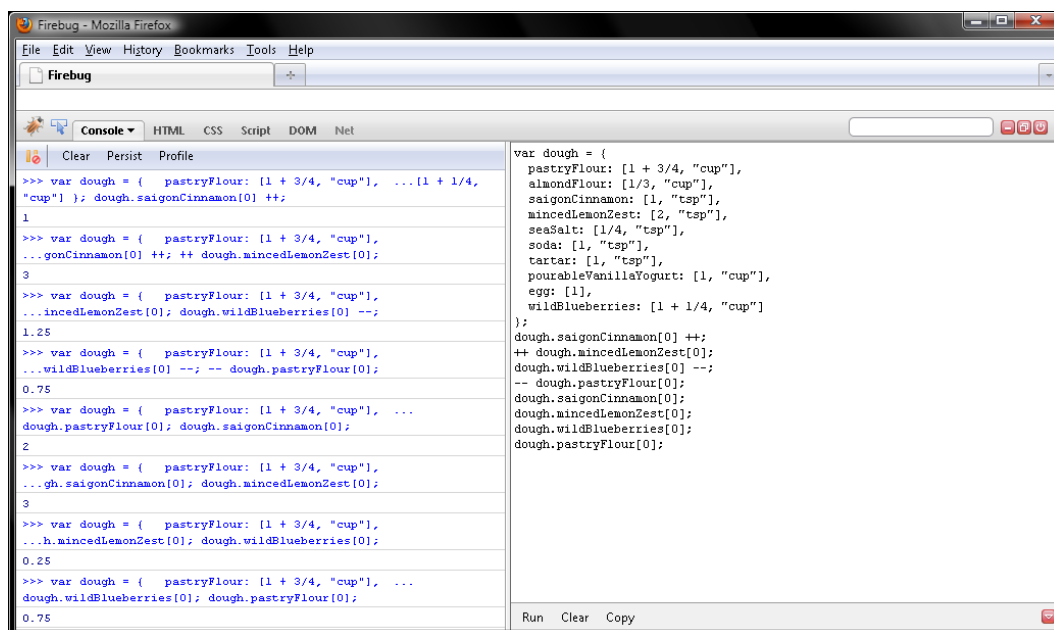 Firebug - Mozilla Firefox
File Edit View History Bookmarks Tools Help
Firebug
Console HTML CSS Script DOM Net
Clear Persist Profile
>>> var dough = {   pastryFlour: [1 + 3/4, "cup"],  ...[1 + 1/4,
"cup"] }; dough.saigonCinnamon[0] ++;
1
>>> var dough = {   pastryFlour: [1 + 3/4, "cup"],
...gonCinnamon[0] ++; ++ dough.mincedLemonZest[0];
3
>>> var dough = {   pastryFlour: [1 + 3/4, "cup"],
...incedLemonZest[0]; dough.wildBlueberries[0] --;
1.25
>>> var dough = {   pastryFlour: [1 + 3/4, "cup"],
...wildBlueberries[0] --; -- dough.pastryFlour[0];
0.75
>>> var dough = {   pastryFlour: [1 + 3/4, "cup"],  ...
dough.pastryFlour[0]; dough.saigonCinnamon[0];
2
>>> var dough = {   pastryFlour: [1 + 3/4, "cup"],
...gh.saigonCinnamon[0]; dough.mincedLemonZest[0];
3
>>> var dough = {   pastryFlour: [1 + 3/4, "cup"],
...h.mincedLemonZest[0]; dough.wildBlueberries[0];
0.25
>>> var dough = {   pastryFlour: [1 + 3/4, "cup"],  ...
dough.wildBlueberries[0]; dough.pastryFlour[0];
0.75
var dough = {
  pastryFlour: [1 + 3/4, "cup"],
  almondFlour: [1/3, "cup"],
  saigonCinnamon: [1, "tsp"],
  mincedLemonZest: [2, "tsp"],
  seaSalt: [1/4, "tsp"],
  soda: [1, "tsp"],
  tartar: [1, "tsp"],
  pourableVanillaYogurt: [1, "cup"],
  egg: [1],
  wildBlueberries: [1 + 1/4, "cup"]
};
dough.saigonCinnamon[0] ++;
++ dough.mincedLemonZest[0];
dough.wildBlueberries[0] --;
-- dough.pastryFlour[0];
dough.saigonCinnamon[0];
dough.mincedLemonZest[0];
dough.wildBlueberries[0];
dough.pastryFlour[0];
Run Clear Copy